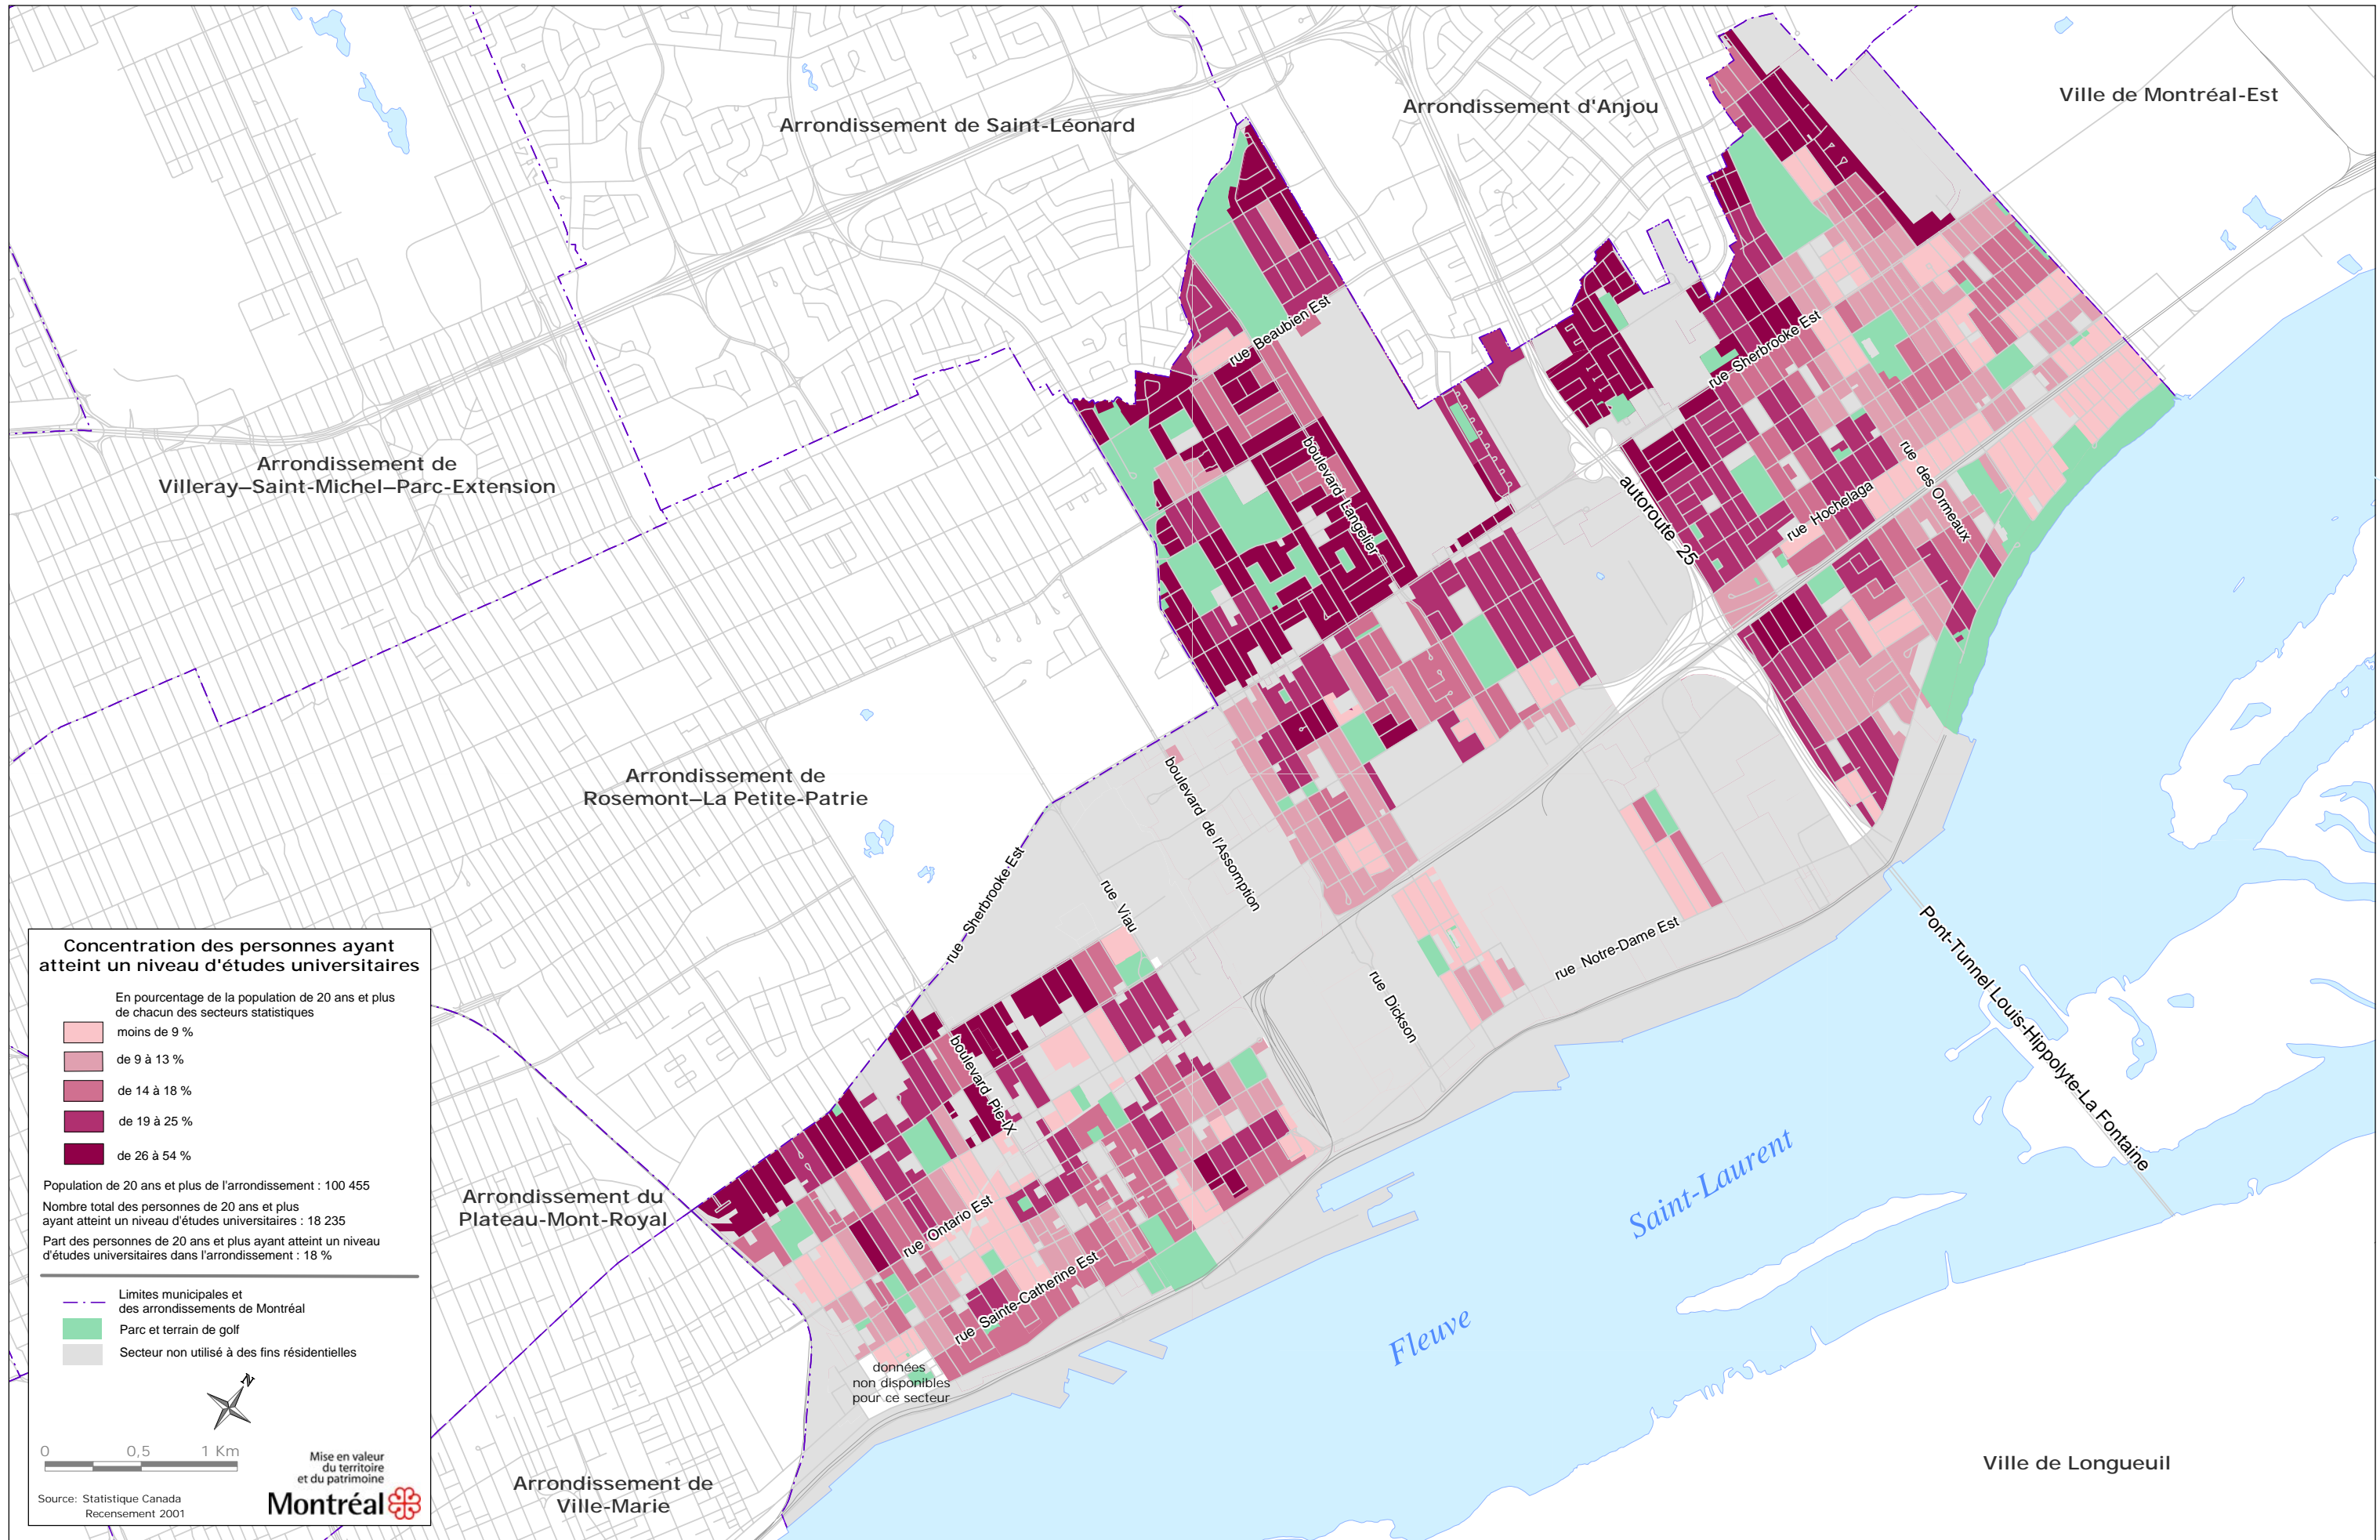 Arrondissement de Saint-Léonard
Arrondissement d'Anjou
Ville de Montréal-Est
Arrondissement de
Villeray–Saint-Michel–Parc-Extension
rue Beaubien Est
boulevard Langelier
rue Sherbrooke Est
autoroute 25
rue Hochelaga
rue des Ormeaux
Arrondissement de
Rosemont–La Petite-Patrie
boulevard de l'Assomption
rue Sherbrooke Est
rue Viau
rue Dickson
rue Notre-Dame Est
Pont-Tunnel Louis-Hippolyte-La Fontaine
boulevard Pie-IX
Arrondissement du
Plateau-Mont-Royal
rue Ontario Est
rue Sainte-Catherine Est
données
non disponibles
pour ce secteur
Fleuve
Saint-Laurent
Arrondissement de
Ville-Marie
Ville de Longueuil
Concentration des personnes ayant
atteint un niveau d'études universitaires
En pourcentage de la population de 20 ans et plus
de chacun des secteurs statistiques
moins de 9 %
de 9 à 13 %
de 14 à 18 %
de 19 à 25 %
de 26 à 54 %
Population de 20 ans et plus de l'arrondissement : 100 455
Nombre total des personnes de 20 ans et plus
ayant atteint un niveau d'études universitaires : 18 235
Part des personnes de 20 ans et plus ayant atteint un niveau
d'études universitaires dans l'arrondissement : 18 %
Limites municipales et
des arrondissements de Montréal
Parc et terrain de golf
Secteur non utilisé à des fins résidentielles
N
0 0,5 1 Km
Mise en valeur
du territoire
et du patrimoine
Montréal
Source: Statistique Canada
Recensement 2001